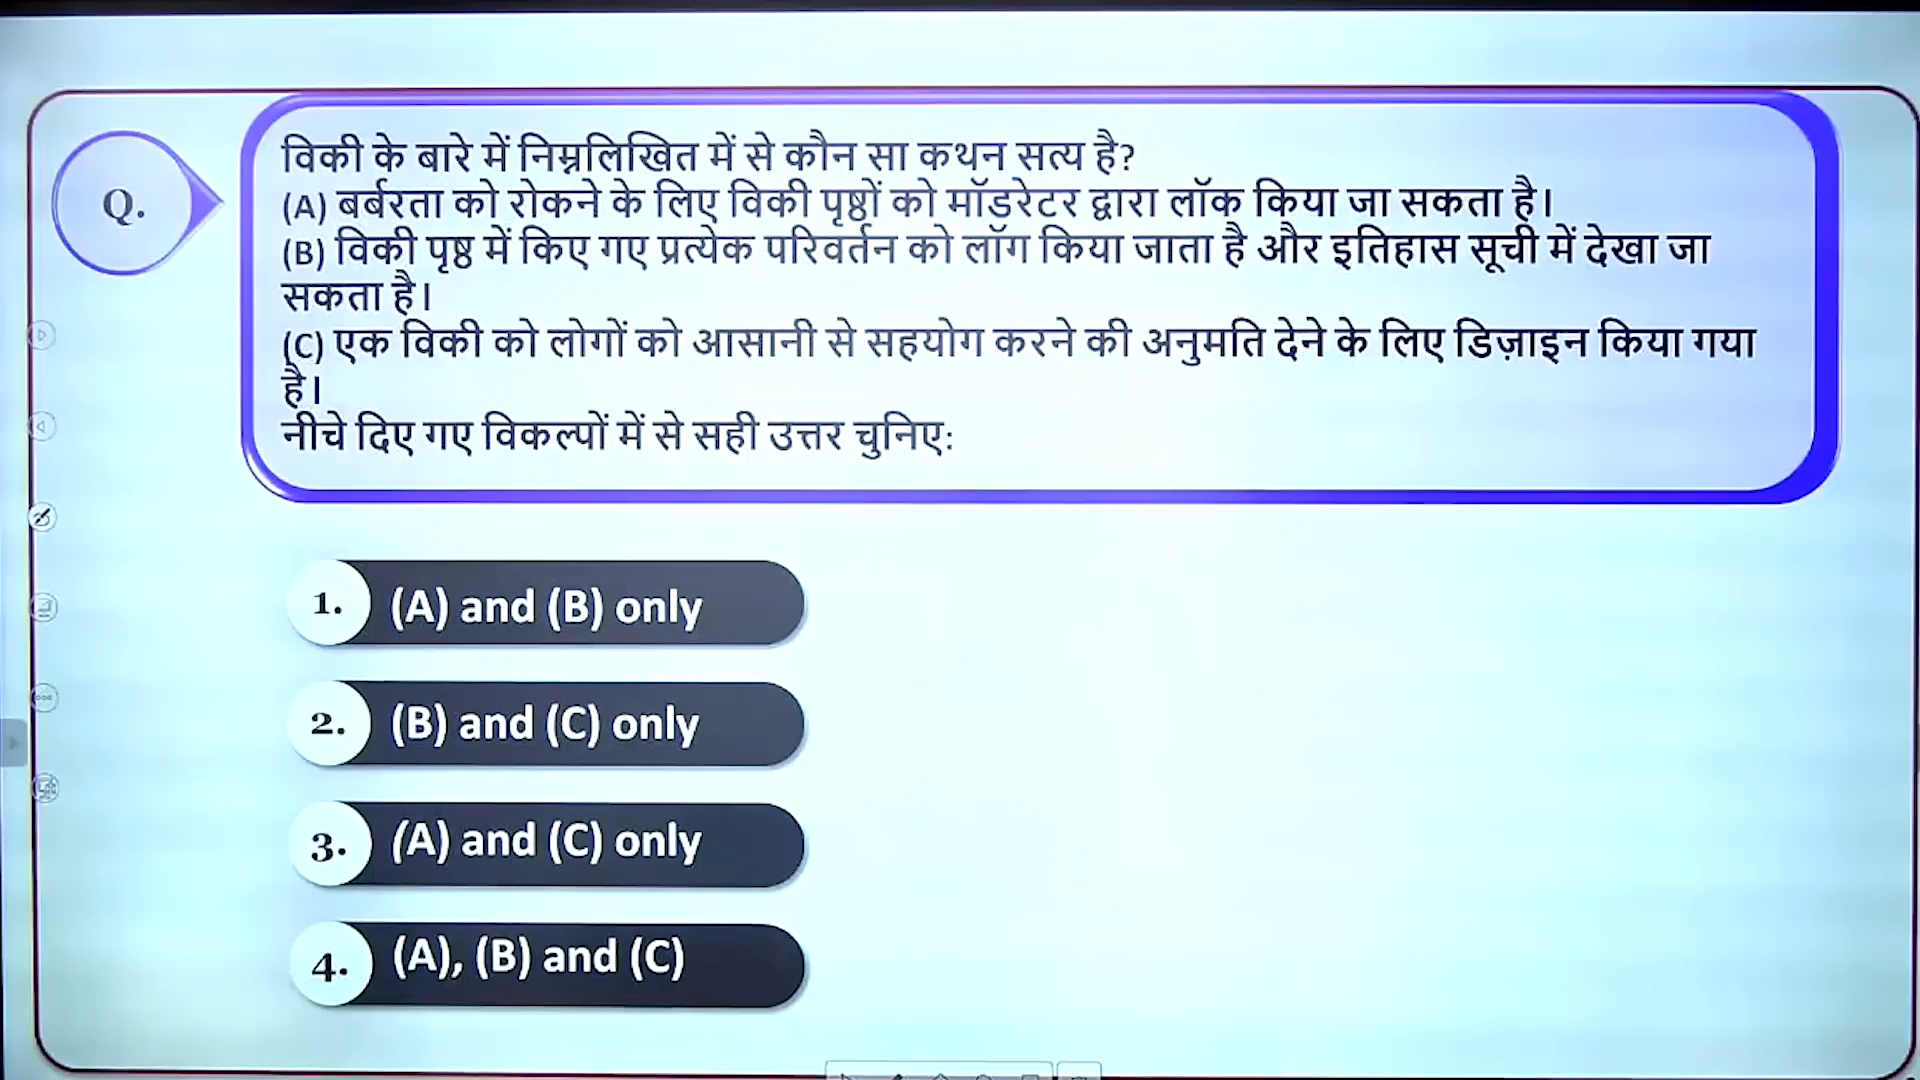 Q.
विकी के बारे में निम्नलिखित में से कौन सा कथन सत्य है?
(A) बर्बरता को रोकने के लिए विकी पृष्ठों को मॉडरेटर द्वारा लॉक किया जा सकता है।
(B) विकी पृष्ठ में किए गए प्रत्येक परिवर्तन को लॉग किया जाता है और इतिहास सूची में देखा जा
सकता है।
(C) एक विकी को लोगों को आसानी से सहयोग करने की अनुमति देने के लिए डिज़ाइन किया गया
है।
नीचे दिए गए विकल्पों में से सही उत्तर चुनिए:
1. (A) and (B) only
2. (B) and (C) only
3. (A) and (C) only
4. (A), (B) and (C)